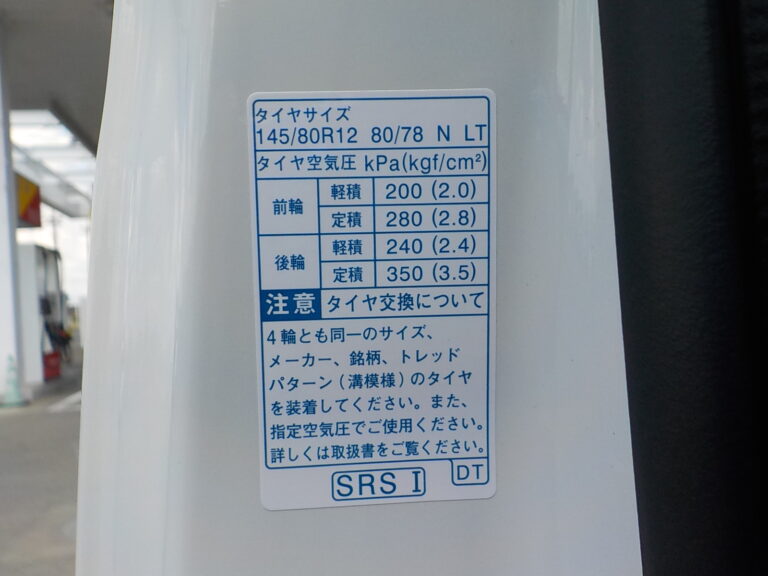 タイヤサイズ
145/80R12 80/78 N LT
タイヤ空気圧 kPa(kgf/cm²)
前輪 軽積 200 (2.0)
定積 280 (2.8)
後輪 軽積 240 (2.4)
定積 350 (3.5)
注意 タイヤ交換について
4輪とも同一のサイズ、
メーカー、銘柄、トレッド
パターン(溝模様)のタイヤ
を装着してください。また、
指定空気圧でご使用ください。
詳しくは取扱書をご覧ください。
SRS I DT